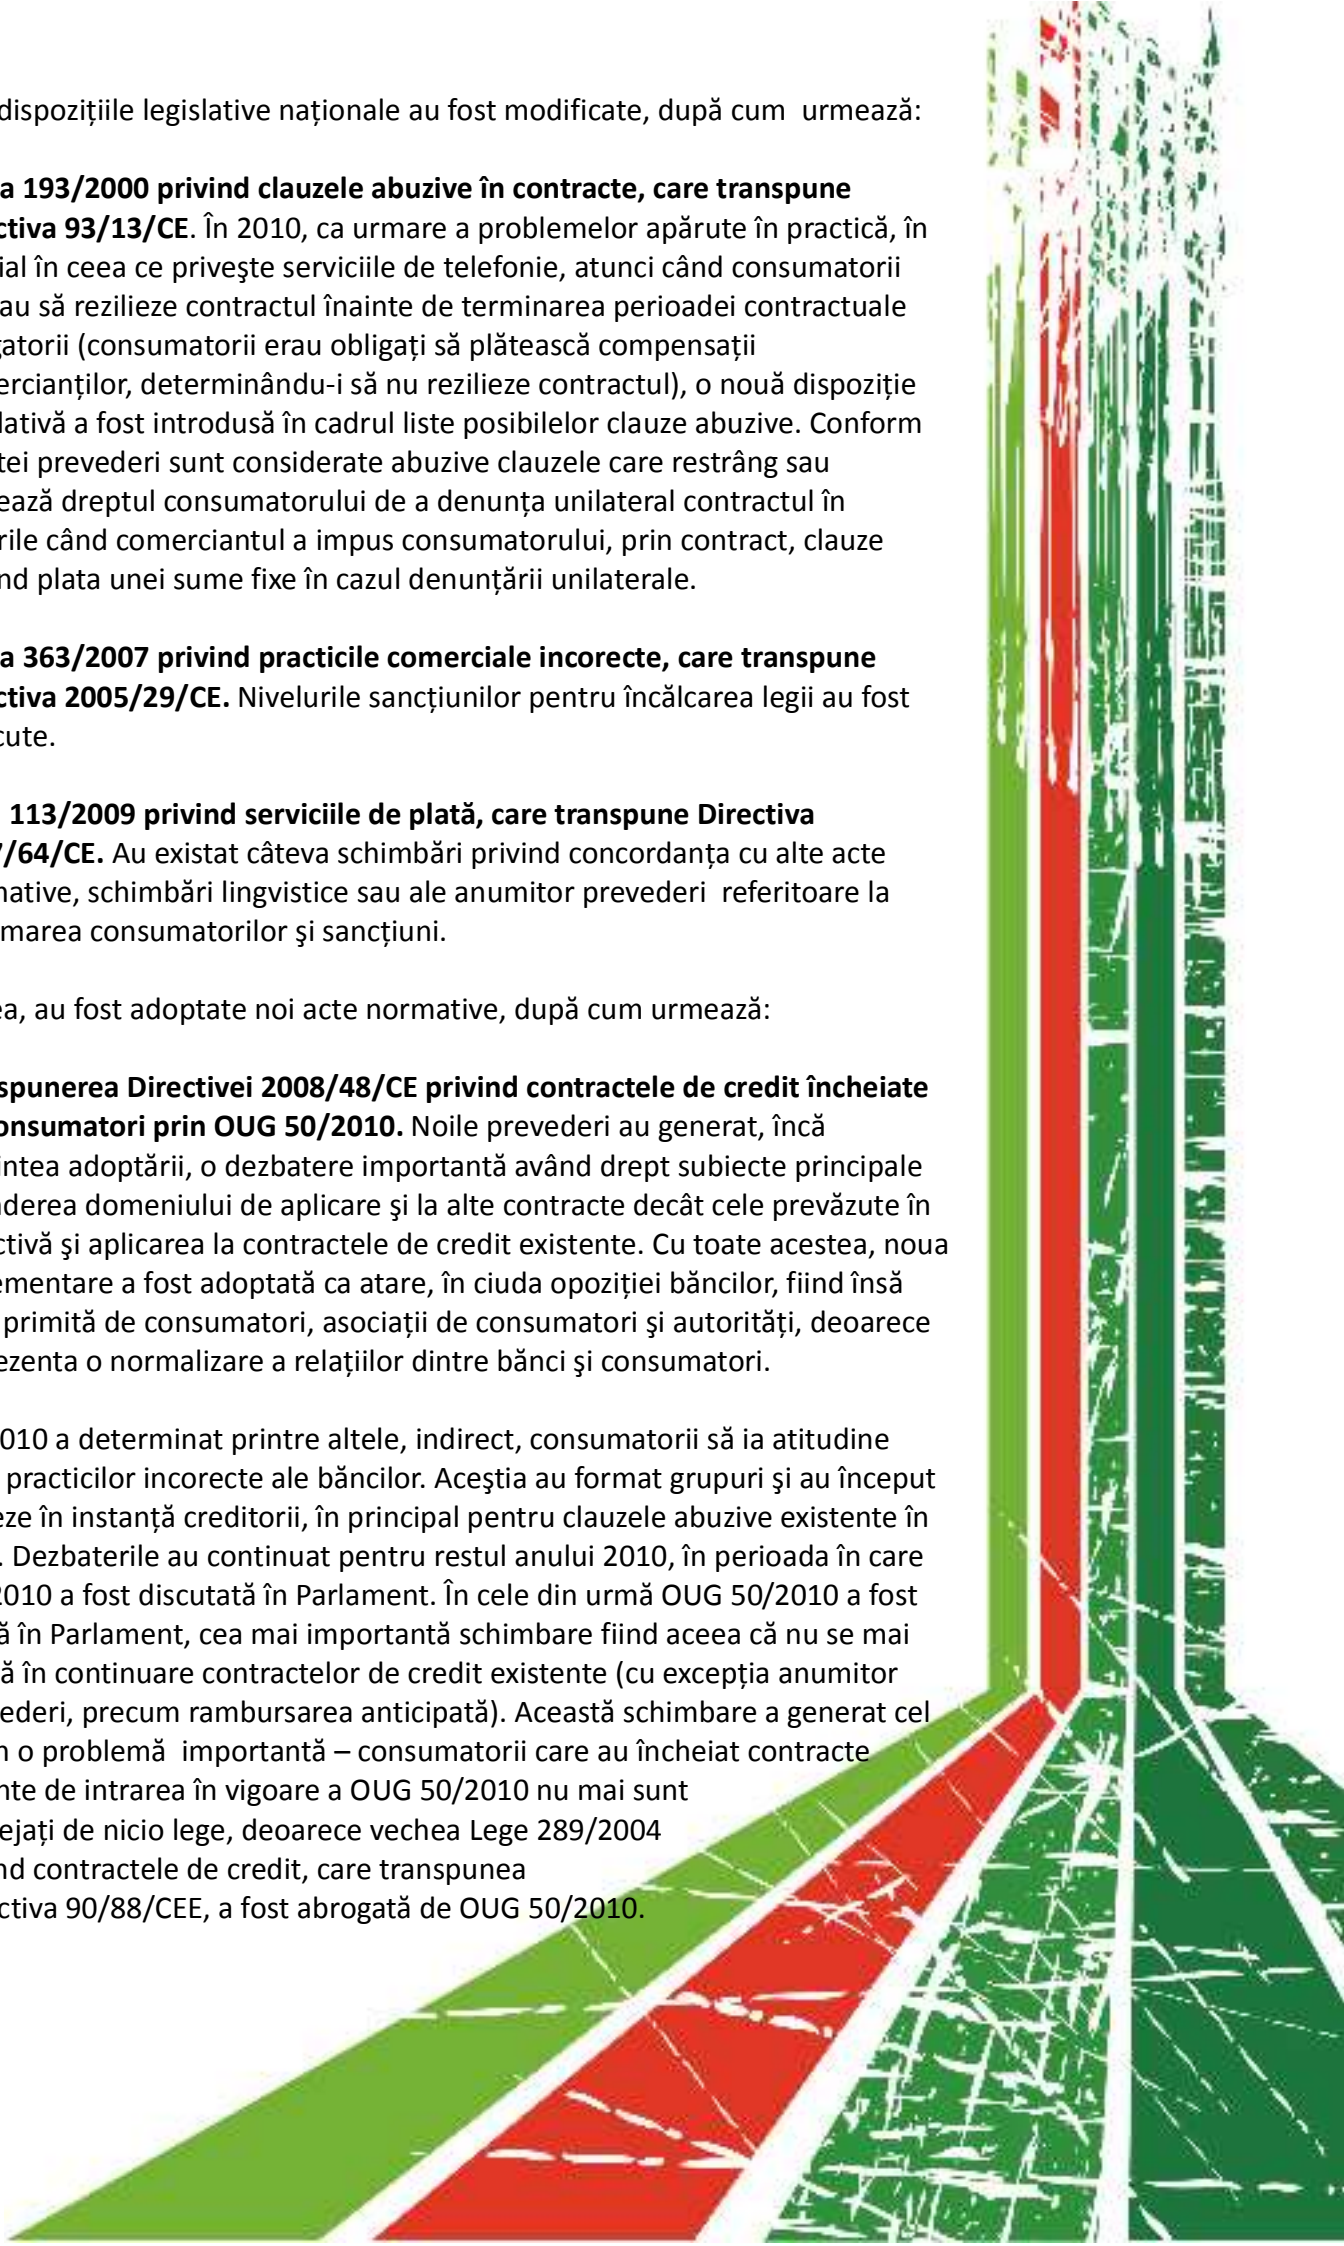 dispozițiile legislative naționale au fost modificate, după cum urmează:
a 193/2000 privind clauzele abuzive în contracte, care transpune
ctiva 93/13/CE. În 2010, ca urmare a problemelor apărute în practică, în
ial în ceea ce priveşte serviciile de telefonie, atunci când consumatorii
au să rezilieze contractul înainte de terminarea perioadei contractuale
gatorii (consumatorii erau obligați să plătească compensații
ercianților, determinându-i să nu rezilieze contractul), o nouă dispoziție
lativă a fost introdusă în cadrul liste posibilelor clauze abuzive. Conform
tei prevederi sunt considerate abuzive clauzele care restrâng sau
ează dreptul consumatorului de a denunța unilateral contractul în
rile când comerciantul a impus consumatorului, prin contract, clauze
nd plata unei sume fixe în cazul denunțării unilaterale.
a 363/2007 privind practicile comerciale incorecte, care transpune
ctiva 2005/29/CE. Nivelurile sancțiunilor pentru încălcarea legii au fost
cute.
113/2009 privind serviciile de plată, care transpune Directiva
7/64/CE. Au existat câteva schimbări privind concordanța cu alte acte
native, schimbări lingvistice sau ale anumitor prevederi referitoare la
marea consumatorilor şi sancțiuni.
ea, au fost adoptate noi acte normative, după cum urmează:
spunerea Directivei 2008/48/CE privind contractele de credit încheiate
onsumatori prin OUG 50/2010. Noile prevederi au generat, încă
intea adoptării, o dezbatere importantă având drept subiecte principale
nderea domeniului de aplicare şi la alte contracte decât cele prevăzute în
ctivă şi aplicarea la contractele de credit existente. Cu toate acestea, noua
ementare a fost adoptată ca atare, în ciuda opoziției băncilor, fiind însă
primită de consumatori, asociații de consumatori şi autorități, deoarece
ezenta o normalizare a relațiilor dintre bănci şi consumatori.
010 a determinat printre altele, indirect, consumatorii să ia atitudine
practicilor incorecte ale băncilor. Aceştia au format grupuri şi au început
eze în instanță creditorii, în principal pentru clauzele abuzive existente în
. Dezbaterile au continuat pentru restul anului 2010, în perioada în care
2010 a fost discutată în Parlament. În cele din urmă OUG 50/2010 a fost
ă în Parlament, cea mai importantă schimbare fiind aceea că nu se mai
ă în continuare contractelor de credit existente (cu excepția anumitor
ederi, precum rambursarea anticipată). Această schimbare a generat cel
n o problemă importantă – consumatorii care au încheiat contracte
nte de intrarea în vigoare a OUG 50/2010 nu mai sunt
ejați de nicio lege, deoarece vechea Lege 289/2004
nd contractele de credit, care transpunea
ctiva 90/88/CEE, a fost abrogată de OUG 50/2010.